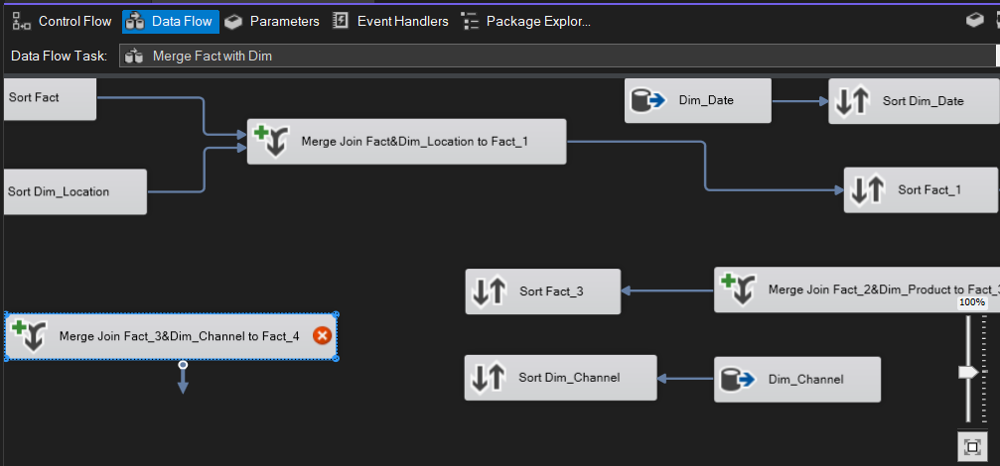 Control Flow Data Flow Parameters Event Handlers Package Explor...
Data Flow Task: Merge Fact with Dim
Sort Fact
Dim_Date
Sort Dim_Date
Merge Join Fact&Dim_Location to Fact_1
Sort Dim_Location
Sort Fact_1
Sort Fact_3
Merge Join Fact_2&Dim_Product to Fact_3
100%
Merge Join Fact_3&Dim_Channel to Fact_4
Sort Dim_Channel
Dim_Channel